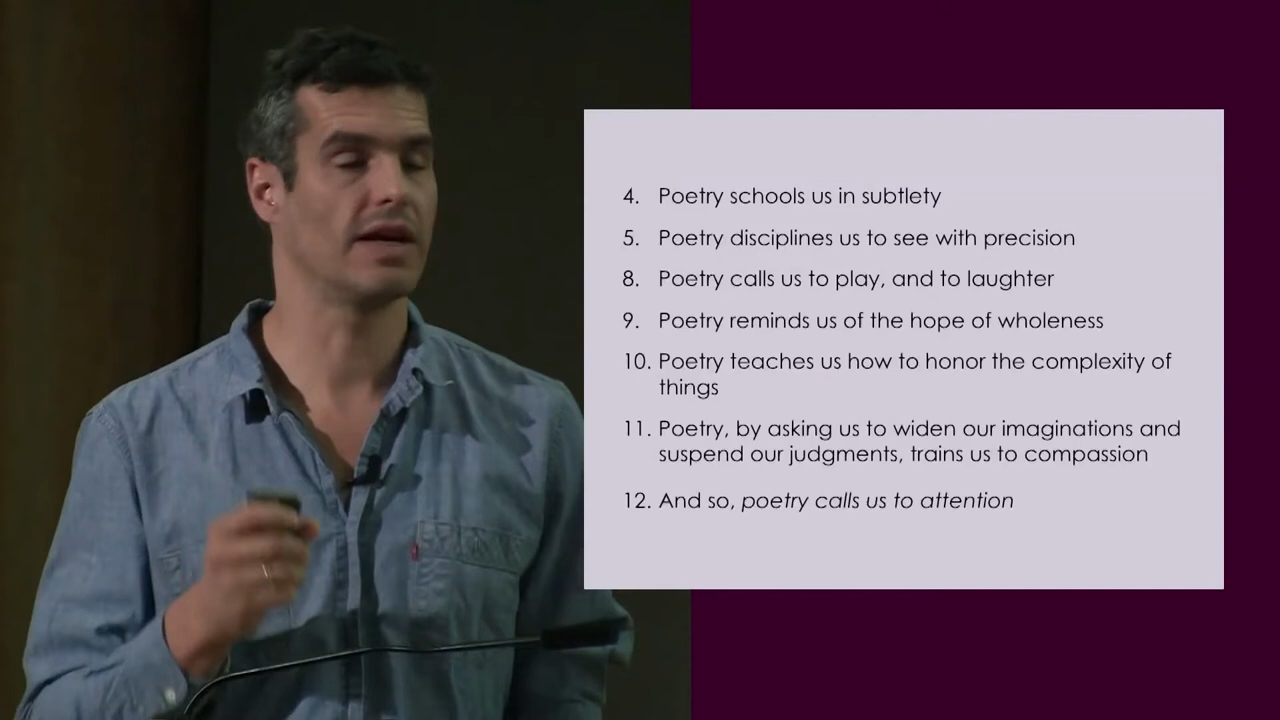 4. Poetry schools us in subtlety
5. Poetry disciplines us to see with precision
8. Poetry calls us to play, and to laughter
9. Poetry reminds us of the hope of wholeness
10. Poetry teaches us how to honor the complexity of
things
11. Poetry, by asking us to widen our imaginations and
suspend our judgments, trains us to compassion
12. And so, poetry calls us to attention